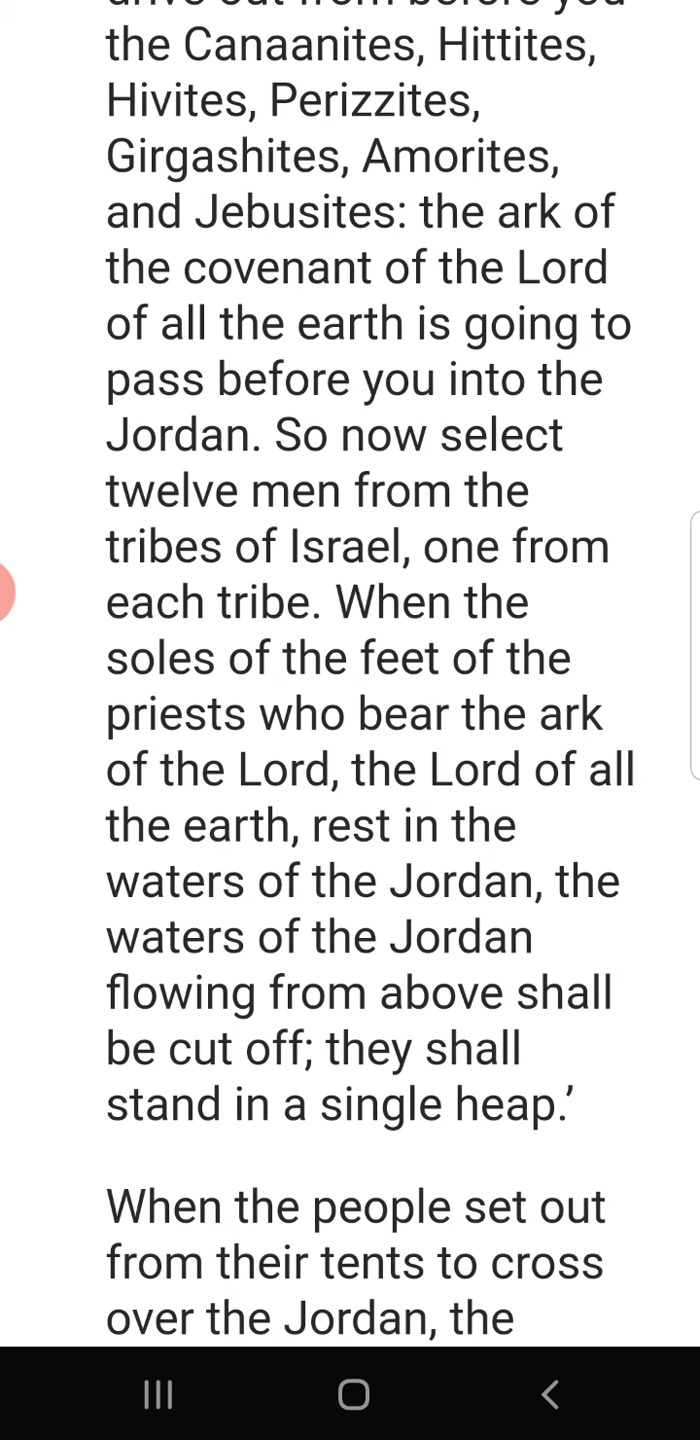 the Canaanites, Hittites,
Hivites, Perizzites,
Girgashites, Amorites,
and Jebusites: the ark of
the covenant of the Lord
of all the earth is going to
pass before you into the
Jordan. So now select
twelve men from the
tribes of Israel, one from
each tribe. When the
soles of the feet of the
priests who bear the ark
of the Lord, the Lord of all
the earth, rest in the
waters of the Jordan, the
waters of the Jordan
flowing from above shall
be cut off; they shall
stand in a single heap.’
When the people set out
from their tents to cross
over the Jordan, the